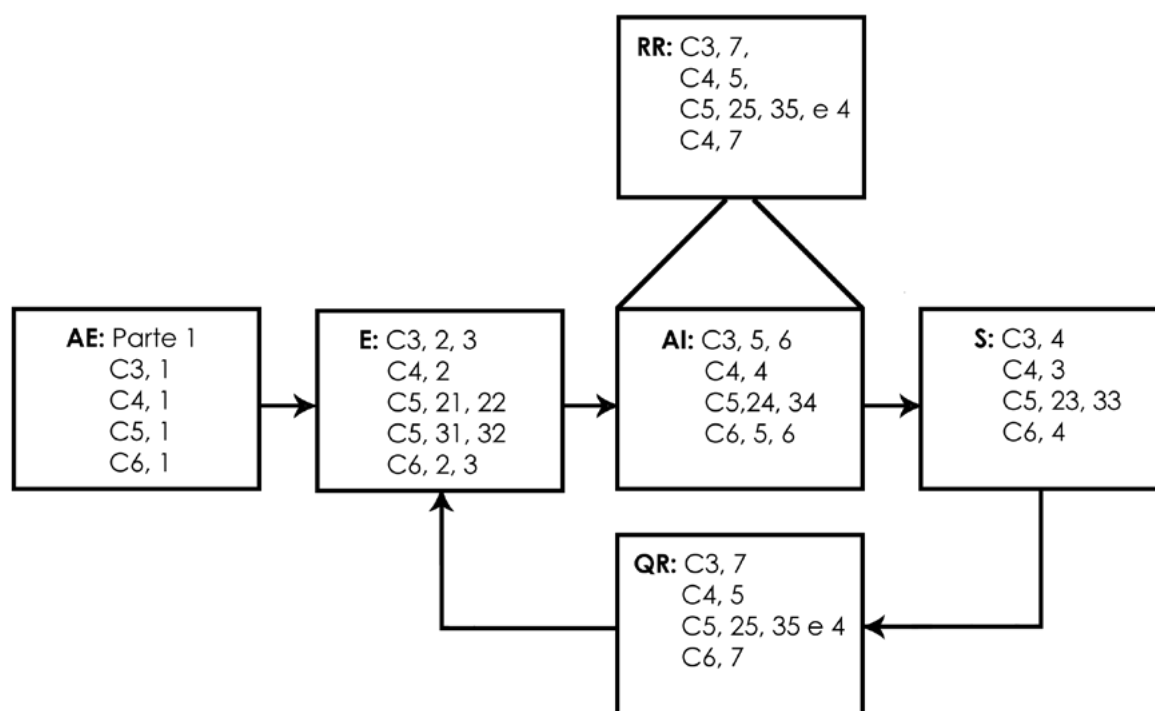 RR: C3, 7,
C4, 5,
C5, 25, 35, e 4
C4, 7
AE: Parte 1
C3, 1
C4, 1
C5, 1
C6, 1
E: C3, 2, 3
C4, 2
C5, 21, 22
C5, 31, 32
C6, 2, 3
AI: C3, 5, 6
C4, 4
C5,24, 34
C6, 5, 6
S: C3, 4
C4, 3
C5, 23, 33
C6, 4
QR: C3, 7
C4, 5
C5, 25, 35 e 4
C6, 7